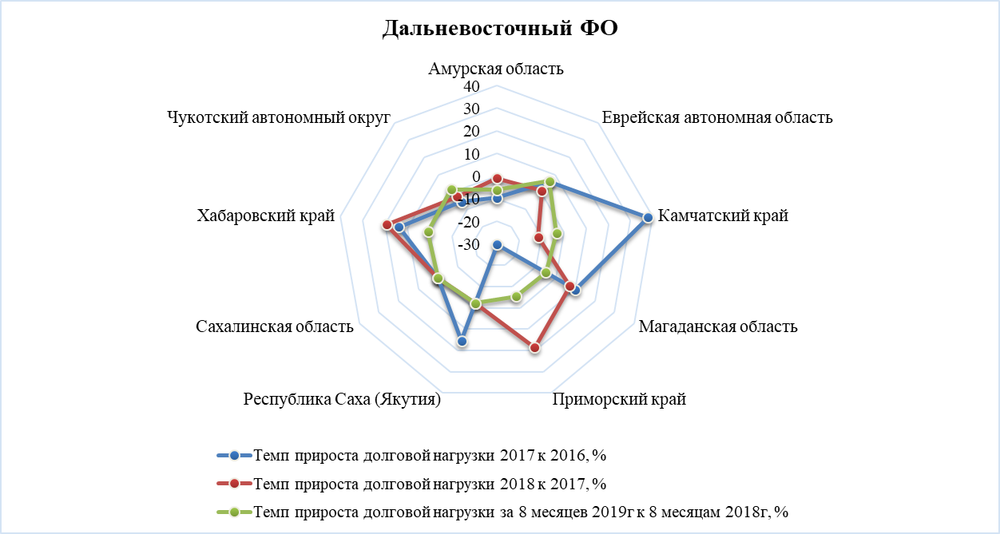 Дальневосточный ФО
Амурская область
40
30
20
10
0
-10
-20
-30
Еврейская автономная область
Камчатский край
Магаданская область
Приморский край
Республика Саха (Якутия)
Сахалинская область
Хабаровский край
Чукотский автономный округ
Темп прироста долговой нагрузки 2017 к 2016, %
Темп прироста долговой нагрузки 2018 к 2017, %
Темп прироста долговой нагрузки за 8 месяцев 2019г к 8 месяцам 2018г, %